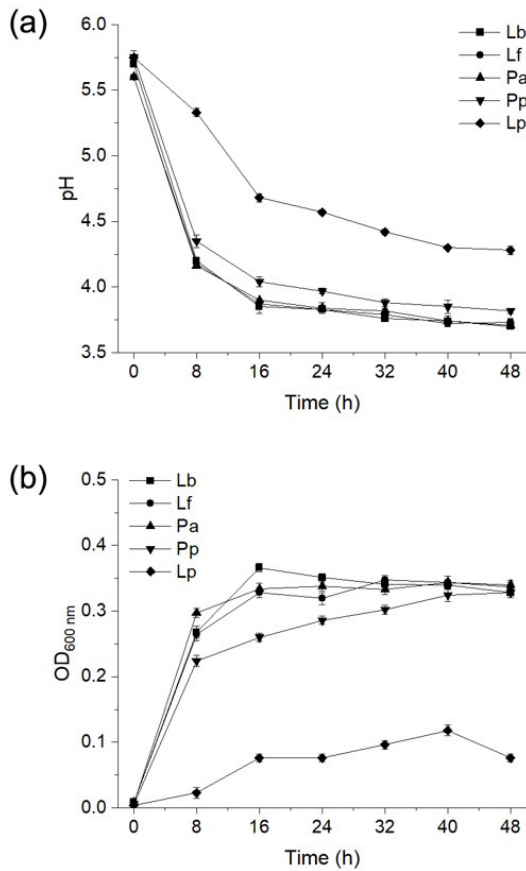 (a)
6.0
5.5
5.0
4.5
4.0
3.5
pH
Lb
Lf
Pa
Pp
Lp
0 8 16 24 32 40 48
Time (h)
(b)
0.5
0.4
0.3
0.2
0.1
0.0
OD600 nm
Lb
Lf
Pa
Pp
Lp
0 8 16 24 32 40 48
Time (h)